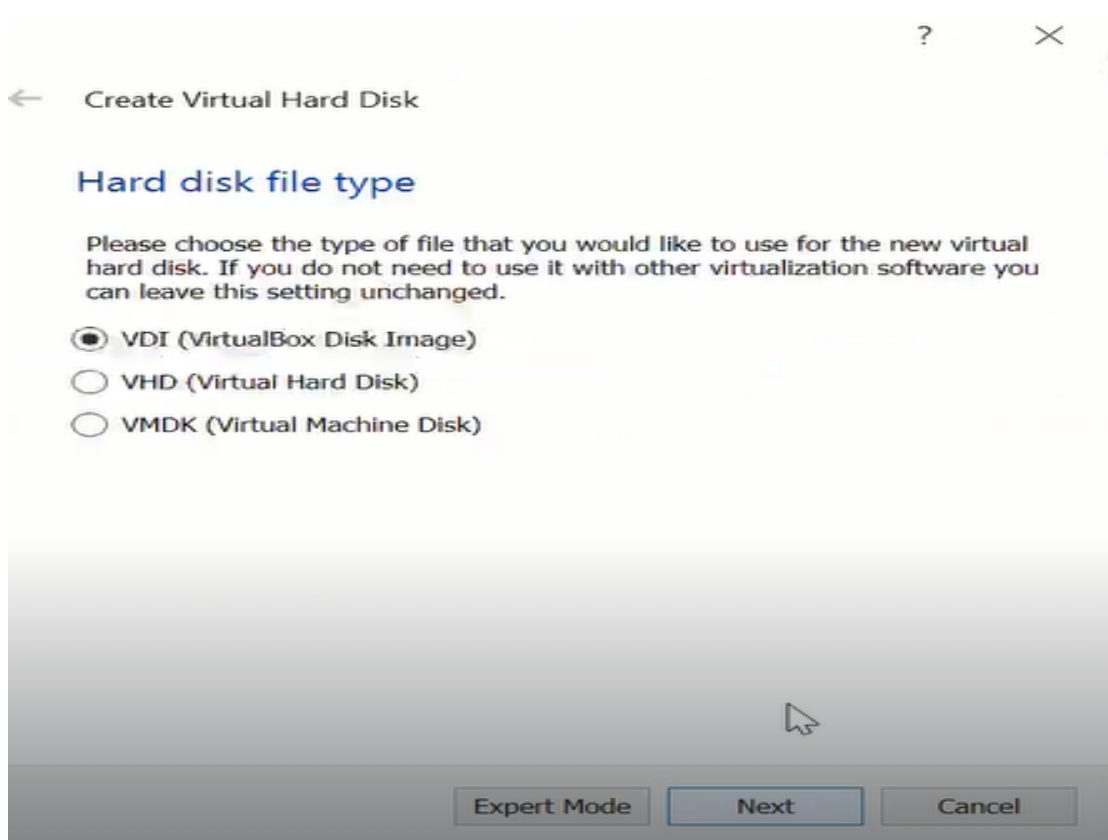 ?
Create Virtual Hard Disk
Hard disk file type
Please choose the type of file that you would like to use for the new virtual
hard disk. If you do not need to use it with other virtualization software you
can leave this setting unchanged.
VDI (VirtualBox Disk Image)
VHD (Virtual Hard Disk)
VMDK (Virtual Machine Disk)
Expert Mode Next Cancel